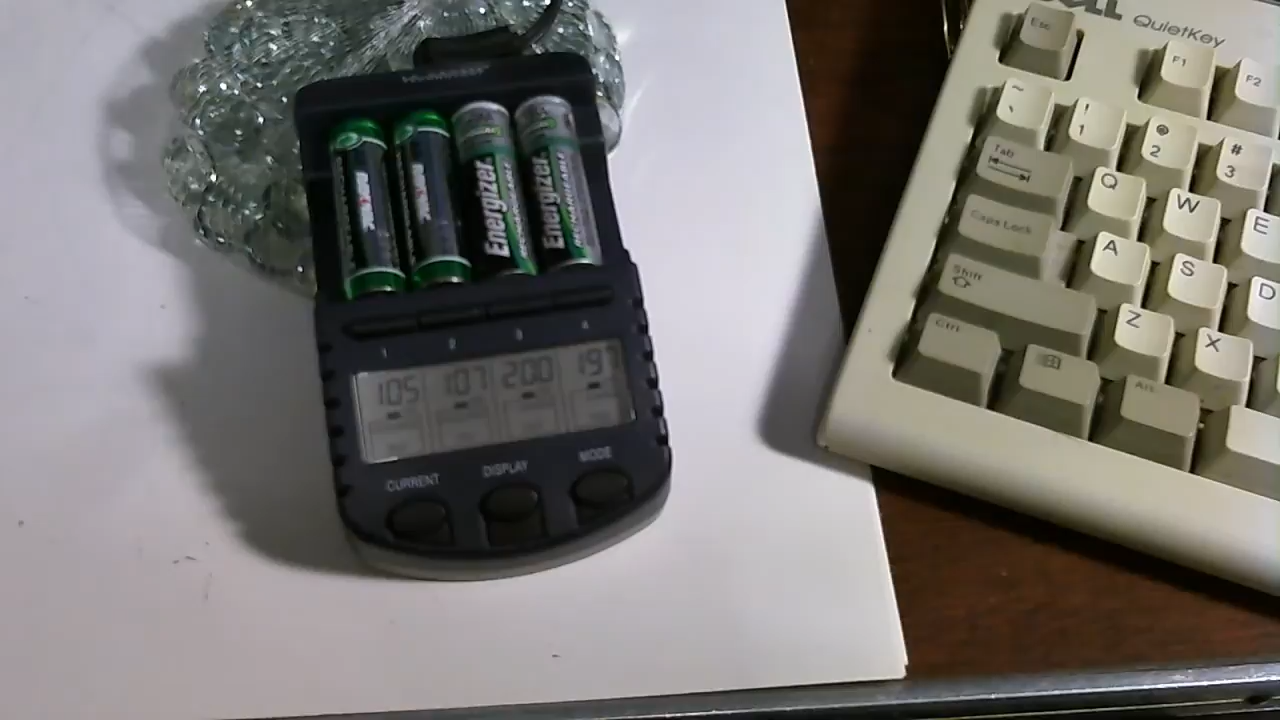 Energizer
Energizer
1 2 3 4
105 107 200 197
CURRENT DISPLAY MODE
DELL QuietKey
Esc F1 F2
~ ! @ #
` 1 2 3
Tab Q W E
Caps Lock A S D
Shift Z X
Ctrl Alt